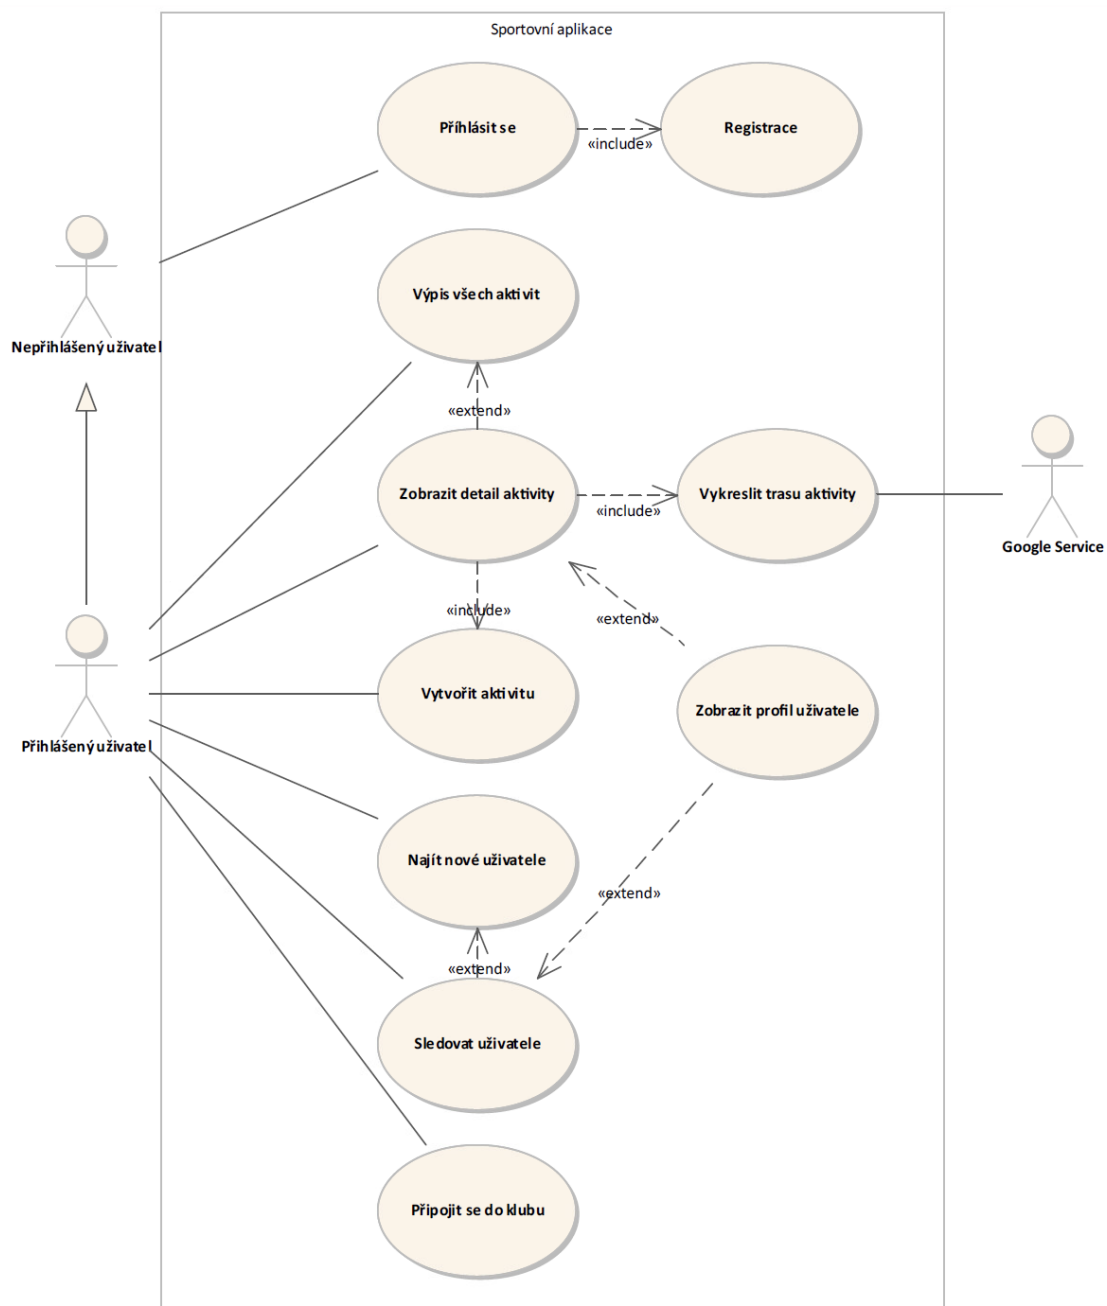 Sportovní aplikace
Příhlásit se
«include»
Registrace
Nepřihlášený uživatel
Výpis všech aktivit
«extend»
Zobrazit detail aktivity
«include»
Vykreslit trasu aktivity
Google Service
«include»
«extend»
Vytvořit aktivitu
Zobrazit profil uživatele
Přihlášený uživatel
Najít nové uživatele
«extend»
«extend»
Sledovat uživatele
Připojit se do klubu